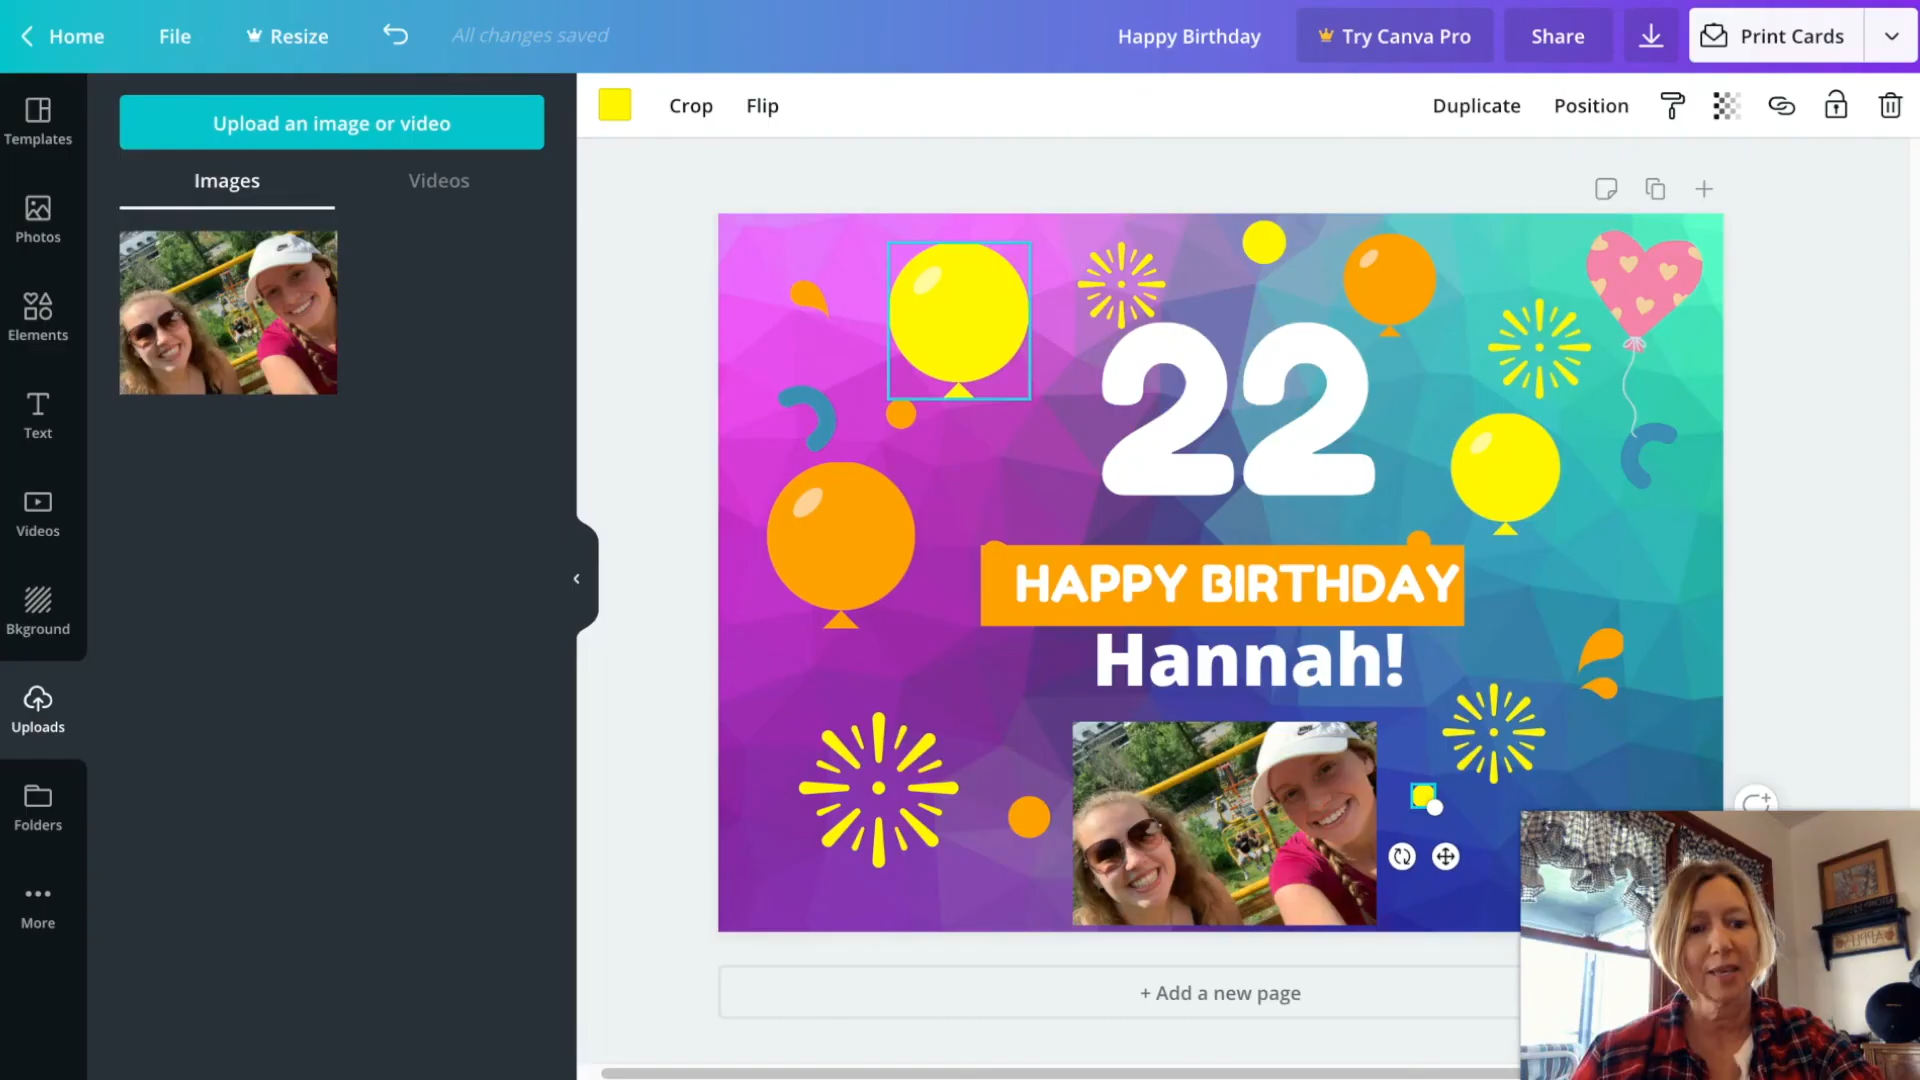 Home File Resize All changes saved Happy Birthday Try Canva Pro Share Print Cards
Upload an image or video
Crop Flip Duplicate Position
Images Videos
Templates
Photos
Elements
Text
Videos
Bkground
Uploads
Folders
More
22
HAPPY BIRTHDAY
Hannah!
+ Add a new page